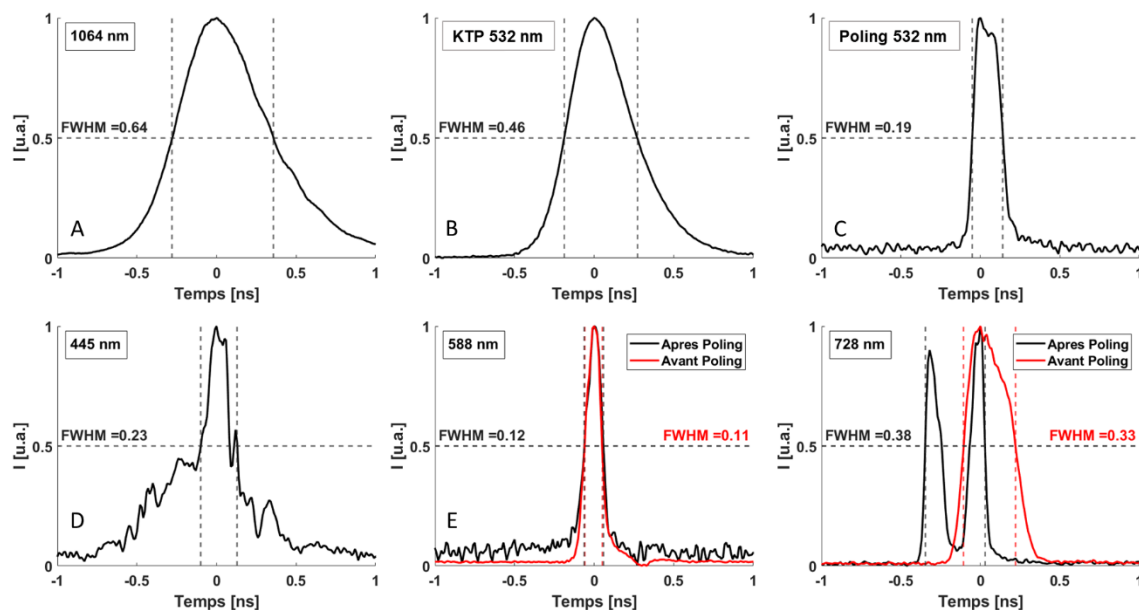 1064 nm
FWHM =0.64
A
I [u.a.]
1
0.5
0
-1 -0.5 0 0.5 1
Temps [ns]
KTP 532 nm
FWHM =0.46
B
I [u.a.]
1
0.5
0
-1 -0.5 0 0.5 1
Temps [ns]
Poling 532 nm
FWHM =0.19
C
I [u.a.]
1
0.5
0
-1 -0.5 0 0.5 1
Temps [ns]
445 nm
FWHM =0.23
D
I [u.a.]
1
0.5
0
-1 -0.5 0 0.5 1
Temps [ns]
588 nm
Apres Poling
Avant Poling
FWHM =0.12
FWHM =0.11
E
I [u.a.]
1
0.5
0
-1 -0.5 0 0.5 1
Temps [ns]
728 nm
Apres Poling
Avant Poling
FWHM =0.38
FWHM =0.33
I [u.a.]
1
0.5
0
-1 -0.5 0 0.5 1
Temps [ns]